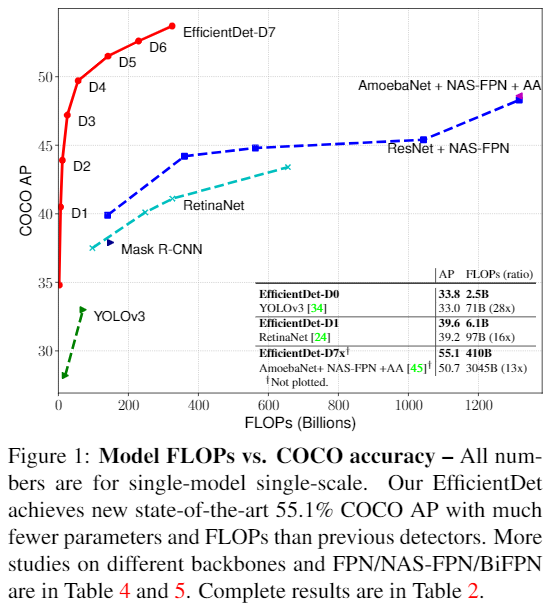 EfficientDet-D7
D6
D5
D4
D3
D2
D1
AmoebaNet + NAS-FPN + AA
ResNet + NAS-FPN
RetinaNet
Mask R-CNN
YOLOv3
COCO AP
50
45
40
35
30
0 200 400 600 800 1000 1200
FLOPs (Billions)
AP FLOPs (ratio)
EfficientDet-D0 33.8 2.5B
YOLOv3 [34] 33.0 71B (28x)
EfficientDet-D1 39.6 6.1B
RetinaNet [24] 39.2 97B (16x)
EfficientDet-D7x† 55.1 410B
AmoebaNet+ NAS-FPN +AA [45]† 50.7 3045B (13x)
†Not plotted.
Figure 1: Model FLOPs vs. COCO accuracy – All num-
bers are for single-model single-scale. Our EfficientDet
achieves new state-of-the-art 55.1% COCO AP with much
fewer parameters and FLOPs than previous detectors. More
studies on different backbones and FPN/NAS-FPN/BiFPN
are in Table 4 and 5. Complete results are in Table 2.